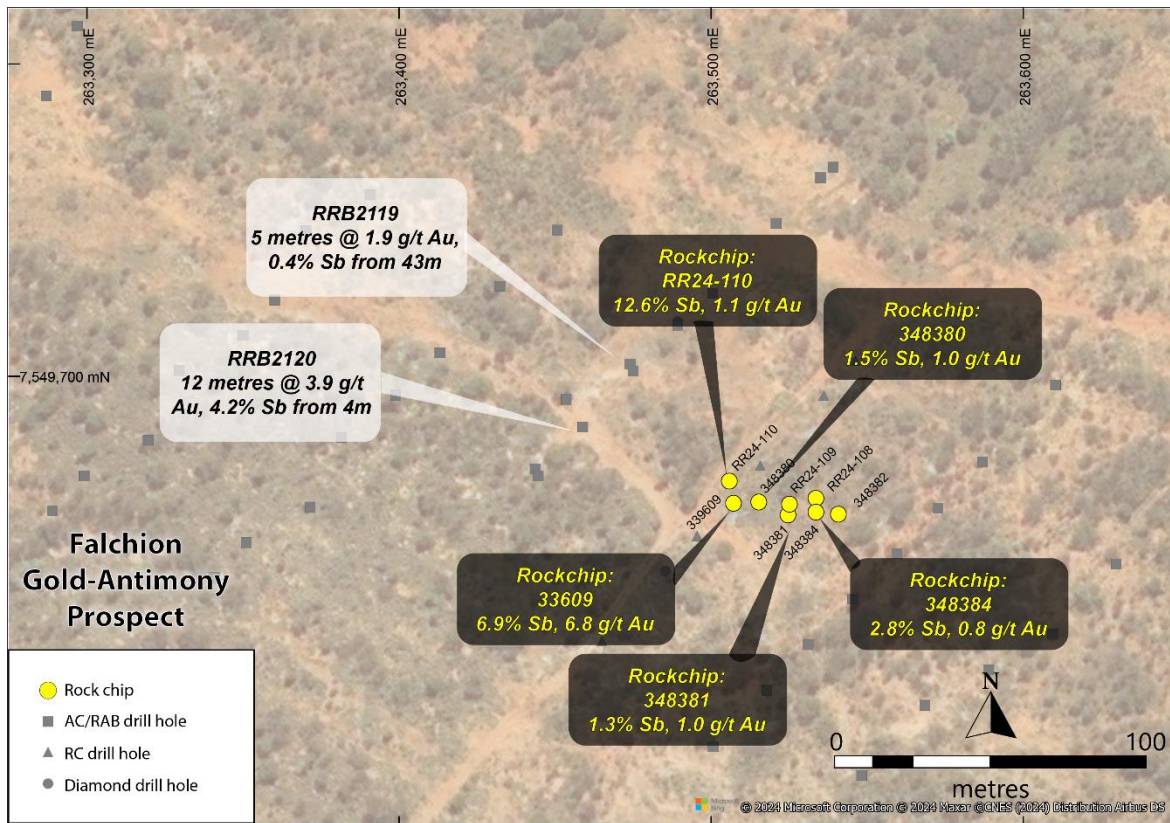 263,300 mE
263,400 mE
263,500 mE
263,600 mE
7,549,700 mN
RRB2119
5 metres @ 1.9 g/t Au,
0.4% Sb from 43m
RRB2120
12 metres @ 3.9 g/t
Au, 4.2% Sb from 4m
Rockchip:
RR24-110
12.6% Sb, 1.1 g/t Au
Rockchip:
348380
1.5% Sb, 1.0 g/t Au
RR24-110
348380
RR24-109
RR24-108
339609
348381
348384
348382
Rockchip:
33609
6.9% Sb, 6.8 g/t Au
Rockchip:
348384
2.8% Sb, 0.8 g/t Au
Rockchip:
348381
1.3% Sb, 1.0 g/t Au
Falchion
Gold-Antimony
Prospect
Rock chip
AC/RAB drill hole
RC drill hole
Diamond drill hole
N
0 100
metres
Microsoft
Bing
© 2024 Microsoft Corporation © 2024 Maxar ©CNES (2024) Distribution Airbus DS